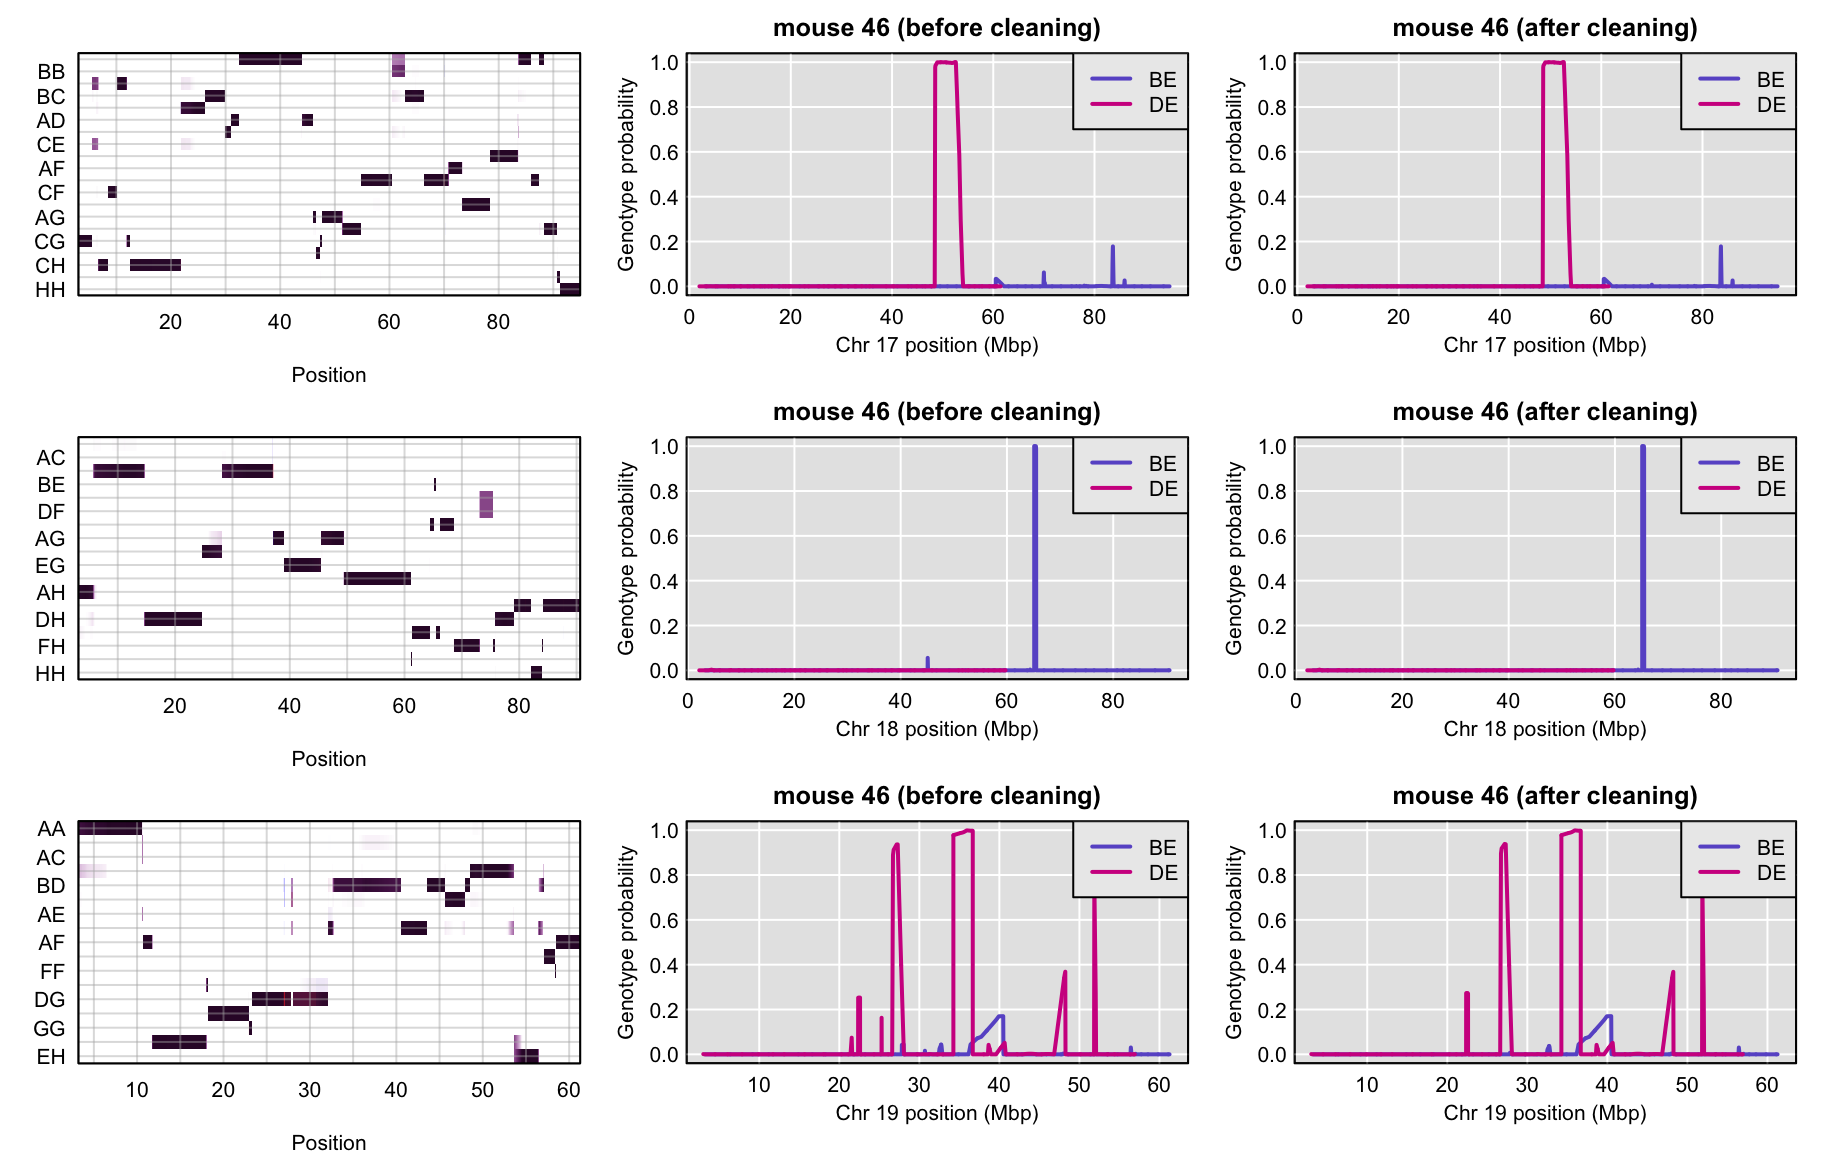 mouse 46 (before cleaning)
mouse 46 (after cleaning)
BB
BC
AD
CE
AF
CF
AG
CG
CH
HH
20 40 60 80
Position
Genotype probability
1.0
0.8
0.6
0.4
0.2
0.0
BE
DE
0 20 40 60 80
Chr 17 position (Mbp)
Genotype probability
1.0
0.8
0.6
0.4
0.2
0.0
BE
DE
0 20 40 60 80
Chr 17 position (Mbp)
mouse 46 (before cleaning)
mouse 46 (after cleaning)
AC
BE
DF
AG
EG
AH
DH
FH
HH
20 40 60 80
Position
Genotype probability
1.0
0.8
0.6
0.4
0.2
0.0
BE
DE
0 20 40 60 80
Chr 18 position (Mbp)
Genotype probability
1.0
0.8
0.6
0.4
0.2
0.0
BE
DE
0 20 40 60 80
Chr 18 position (Mbp)
mouse 46 (before cleaning)
mouse 46 (after cleaning)
AA
AC
BD
AE
AF
FF
DG
GG
EH
10 20 30 40 50 60
Position
Genotype probability
1.0
0.8
0.6
0.4
0.2
0.0
BE
DE
10 20 30 40 50 60
Chr 19 position (Mbp)
Genotype probability
1.0
0.8
0.6
0.4
0.2
0.0
BE
DE
10 20 30 40 50 60
Chr 19 position (Mbp)